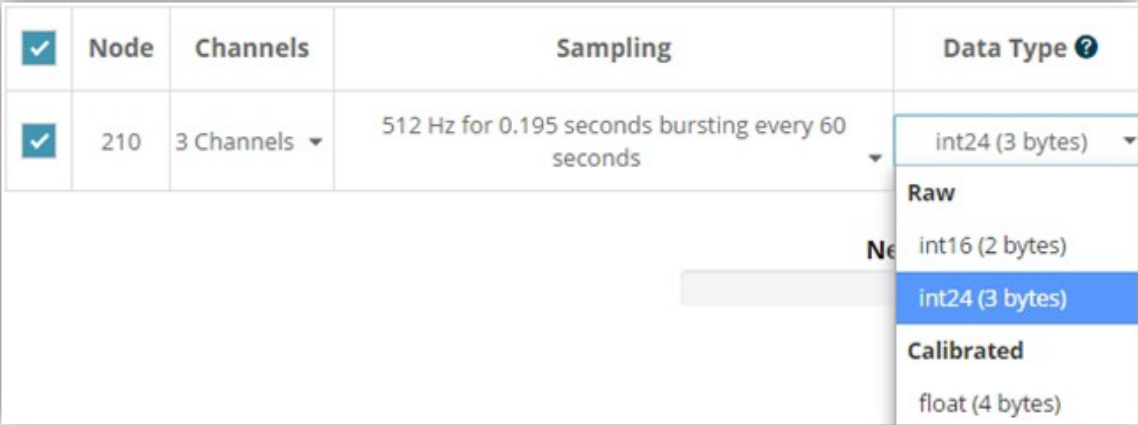 Node Channels Sampling Data Type ?
210 3 Channels 512 Hz for 0.195 seconds bursting every 60 int24 (3 bytes)
seconds
Raw
int16 (2 bytes)
int24 (3 bytes)
Calibrated
float (4 bytes)